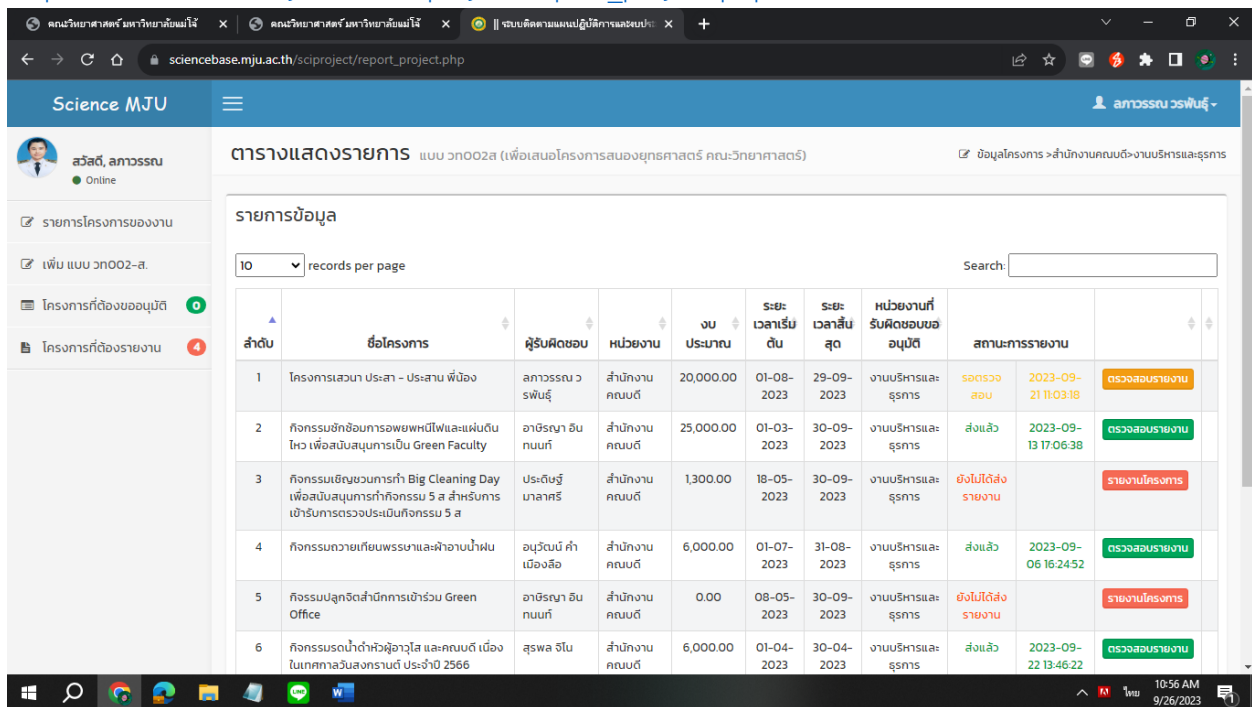 คณะวิทยาศาสตร์ มหาวิทยาลัยแม่โจ้
คณะวิทยาศาสตร์ มหาวิทยาลัยแม่โจ้
|| ระบบติดตามแผนปฏิบัติการและงบประ
sciencebase.mju.ac.th/sciproject/report_project.php
Science MJU
ลภาวรรณ วรพันธุ์
สวัสดี, ลภาวรรณ
Online
ตารางแสดงรายการ แบบ วท002ส (เพื่อเสนอโครงการสนองยุทธศาสตร์ คณะวิทยาศาสตร์)
ข้อมูลโครงการ >สำนักงานคณบดี>งานบริหารและธุรการ
รายการโครงการของงาน
เพิ่ม แบบ วท002-ส.
โครงการที่ต้องขออนุมัติ 0
โครงการที่ต้องรายงาน 4
รายการข้อมูล
10 records per page
Search:
ลำดับ
ชื่อโครงการ
ผู้รับผิดชอบ
หน่วยงาน
งบ
ประมาณ
ระยะ
เวลาเริ่ม
ต้น
ระยะ
เวลาสิ้น
สุด
หน่วยงานที่
รับผิดชอบขอ
อนุมัติ
สถานะการรายงาน
1
โครงการเสวนา ประสา - ประสาน พี่น้อง
ลภาวรรณ ว
รพันธุ์
สำนักงาน
คณบดี
20,000.00
01-08-
2023
29-09-
2023
งานบริหารและ
ธุรการ
รอตรวจ
สอบ
2023-09-
21 11:03:18
ตรวจสอบรายงาน
2
กิจกรรมซักซ้อมการอพยพหนีไฟและแผ่นดิน
ไหว เพื่อสนับสนุนการเป็น Green Faculty
อาษิรญา อิน
ทนนท์
สำนักงาน
คณบดี
25,000.00
01-03-
2023
30-09-
2023
งานบริหารและ
ธุรการ
ส่งแล้ว
2023-09-
13 17:06:38
ตรวจสอบรายงาน
3
กิจกรรมเชิญชวนการทำ Big Cleaning Day
เพื่อสนับสนุนการทำกิจกรรม 5 ส สำหรับการ
เข้ารับการตรวจประเมินกิจกรรม 5 ส
ประดิษฐ์
มาลาศรี
สำนักงาน
คณบดี
1,300.00
18-05-
2023
30-09-
2023
งานบริหารและ
ธุรการ
ยังไม่ได้ส่ง
รายงาน
รายงานโครงการ
4
กิจกรรมถวายเทียนพรรษาและผ้าอาบน้ำฝน
อนุวัฒน์ คำ
เมืองลือ
สำนักงาน
คณบดี
6,000.00
01-07-
2023
31-08-
2023
งานบริหารและ
ธุรการ
ส่งแล้ว
2023-09-
06 16:24:52
ตรวจสอบรายงาน
5
กิจรรมปลูกจิตสำนึกการเข้าร่วม Green
Office
อาษิรญา อิน
ทนนท์
สำนักงาน
คณบดี
0.00
08-05-
2023
30-09-
2023
งานบริหารและ
ธุรการ
ยังไม่ได้ส่ง
รายงาน
รายงานโครงการ
6
กิจกรรมรดน้ำดำหัวผู้อาวุโส และคณบดี เนื่อง
ในเทศกาลวันสงกรานต์ ประจำปี 2566
สุรพล จิโน
สำนักงาน
คณบดี
6,000.00
01-04-
2023
30-04-
2023
งานบริหารและ
ธุรการ
ส่งแล้ว
2023-09-
22 13:46:22
ตรวจสอบรายงาน
ไทย
10:56 AM
9/26/2023